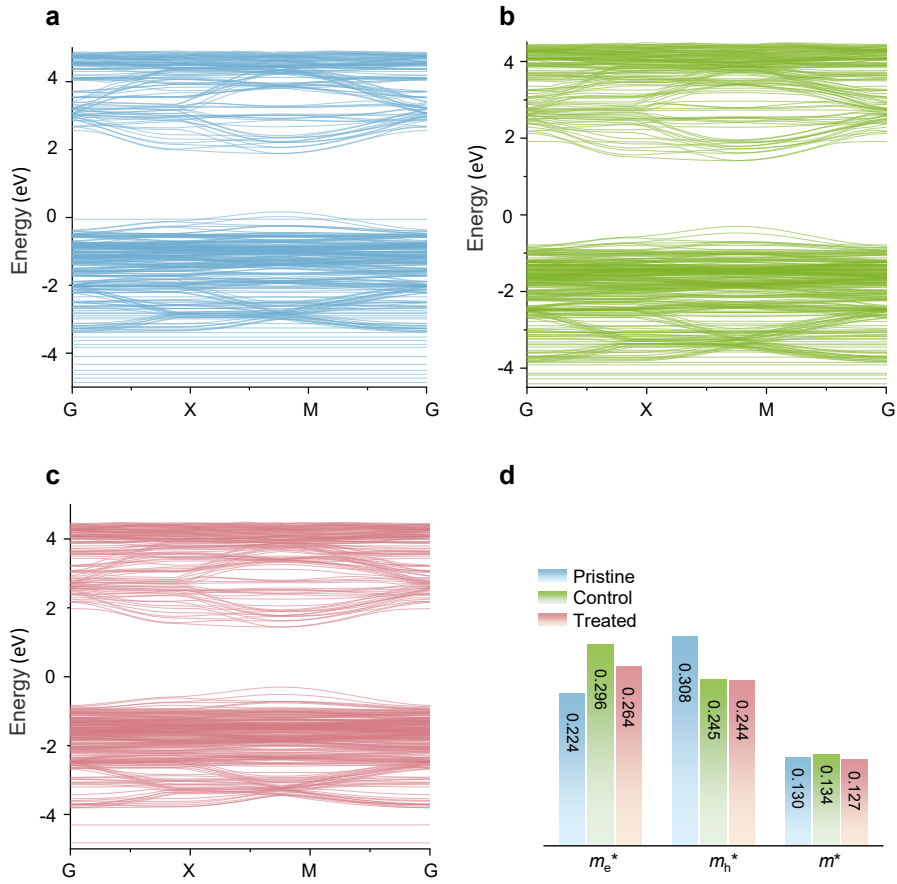 a
Energy (eV)
4
2
0
-2
-4
G X M G
b
Energy (eV)
4
2
0
-2
-4
G X M G
c
Energy (eV)
4
2
0
-2
-4
G X M G
d
Pristine
Control
Treated
0.224
0.296
0.264
0.308
0.245
0.244
0.130
0.134
0.127
mₑ* mₕ* m*